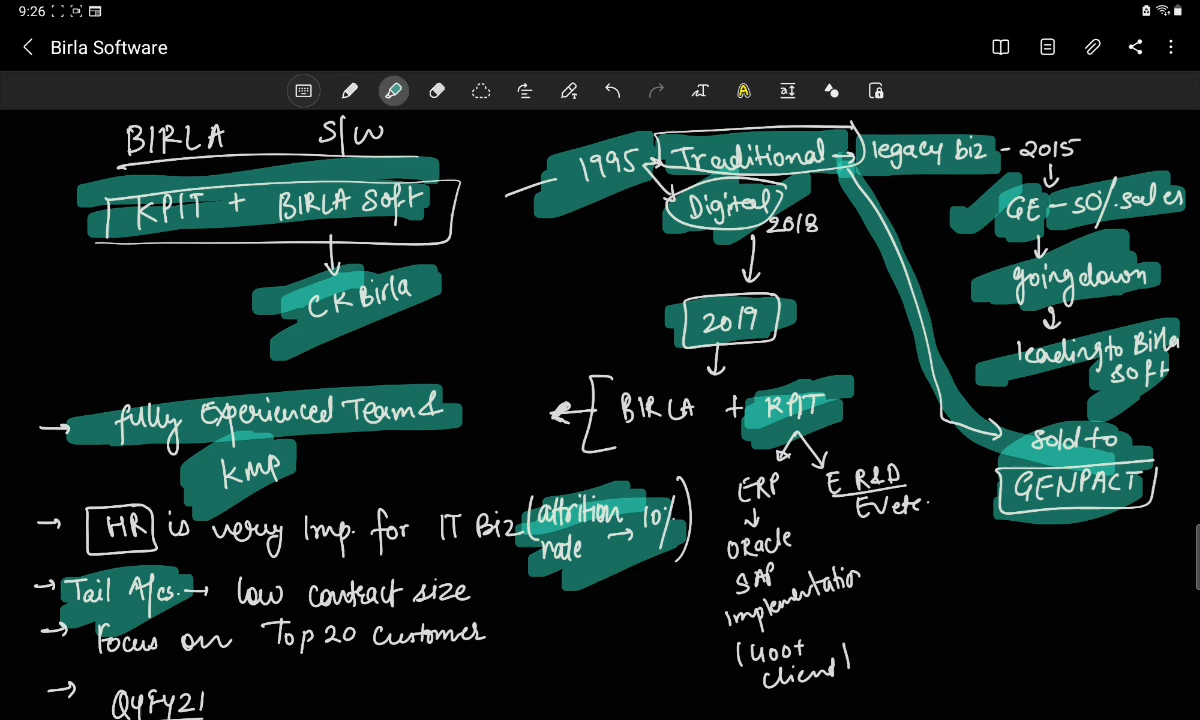 9:26
Birla Software
BIRLA S/W
KPIT + BIRLA Soft
CK Birla
fully Experienced Team &
KMP
HR is very Imp. for IT Biz (attrition rate → 10%)
Tail A/cs. → low contract size
Focus on Top 20 Customer
Q4FY21
1995 → Traditional → legacy biz - 2015
Digital 2018
2019
BIRLA + KPIT
ERP
Oracle
SAP
Implementation
(400+
client)
E R&D
EV etc.
GE - 50% sales
going down
leading to Birla
soft
Sold to
GENPACT